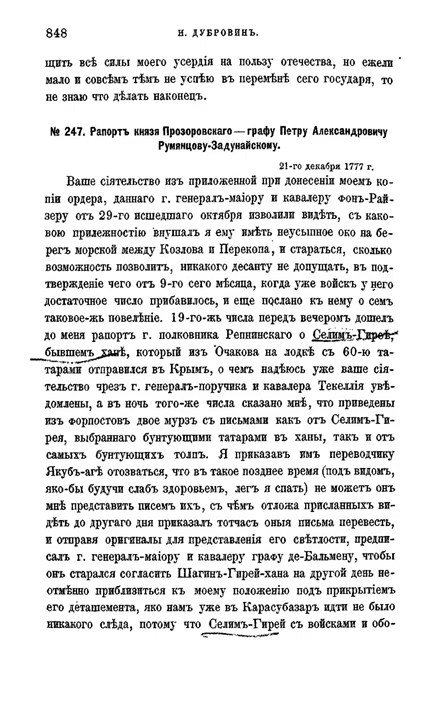 848
Н. ДУБРОВИНЪ.
щить всѣ силы моего усердія на пользу отечества, но ежели
мало и совсѣмъ тѣмъ не успѣю въ перемѣнѣ сего государя, то
не знаю что дѣлать наконецъ.
№ 247. Рапортъ князя Прозоровскаго — графу Петру Александровичу
Румянцову-Задунайскому.
21-го декабря 1777 г.
Ваше сіятельство изъ приложенной при донесеніи моемъ ко-
піи ордера, даннаго г. генералъ-маіору и кавалеру Фонъ-Рай-
зеру отъ 29-го исшедшаго октября изволили видѣть, съ како-
вою прилежностію внушалъ я ему имѣть неусыпное око на бе-
регъ морской между Козлова и Перекопа, и стараться, сколько
возможность позволитъ, никакого десанту не допущать, въ под-
твержденіе чего отъ 9-го сего мѣсяца, когда уже войскъ у него
достаточное число прибавилось, и еще послано къ нему о семъ
таковое-жъ повелѣніе. 19-го-жъ числа передъ вечеромъ дошелъ
до меня рапортъ г. полковника Репнинскаго о Селимъ-Гиреѣ,
бывшемъ ханѣ, который изъ Очакова на лодкѣ съ 60-ю та-
тарами отправился въ Крымъ, о чемъ надѣюсь уже ваше сія-
тельство чрезъ г. генералъ-поручика и кавалера Текеллія увѣ-
домлены, а въ ночь того-же числа сказано мнѣ, что приведены
изъ форпостовъ двое мурзъ съ письмами какъ отъ Селимъ-Ги-
рея, выбраннаго бунтующими татарами въ ханы, такъ и отъ
самыхъ бунтующихъ толпъ. Я приказавъ имъ переводчику
Якубъ-агѣ отозваться, что въ такое позднее время (подъ видомъ,
яко-бы будучи слабъ здоровьемъ, легъ я спать) не можетъ онъ
мнѣ представить писемъ ихъ, съ чѣмъ отложа присланныхъ ви-
дѣть до другаго дня приказалъ тотчасъ оныя письма перевесть,
и отправя оригиналы для представленія его свѣтлости, предпи-
салъ г. генералъ-маіору и кавалеру графу де-Бальмену, чтобы
онъ старался согласить Шагинъ-Гирей-хана на другой день не-
отмѣнно приблизиться къ моему положенію подъ прикрытіемъ
его деташемента, яко намъ уже въ Карасубазаръ идти не было
никакого слѣда, потому что Селимъ-Гирей съ войсками и обо-